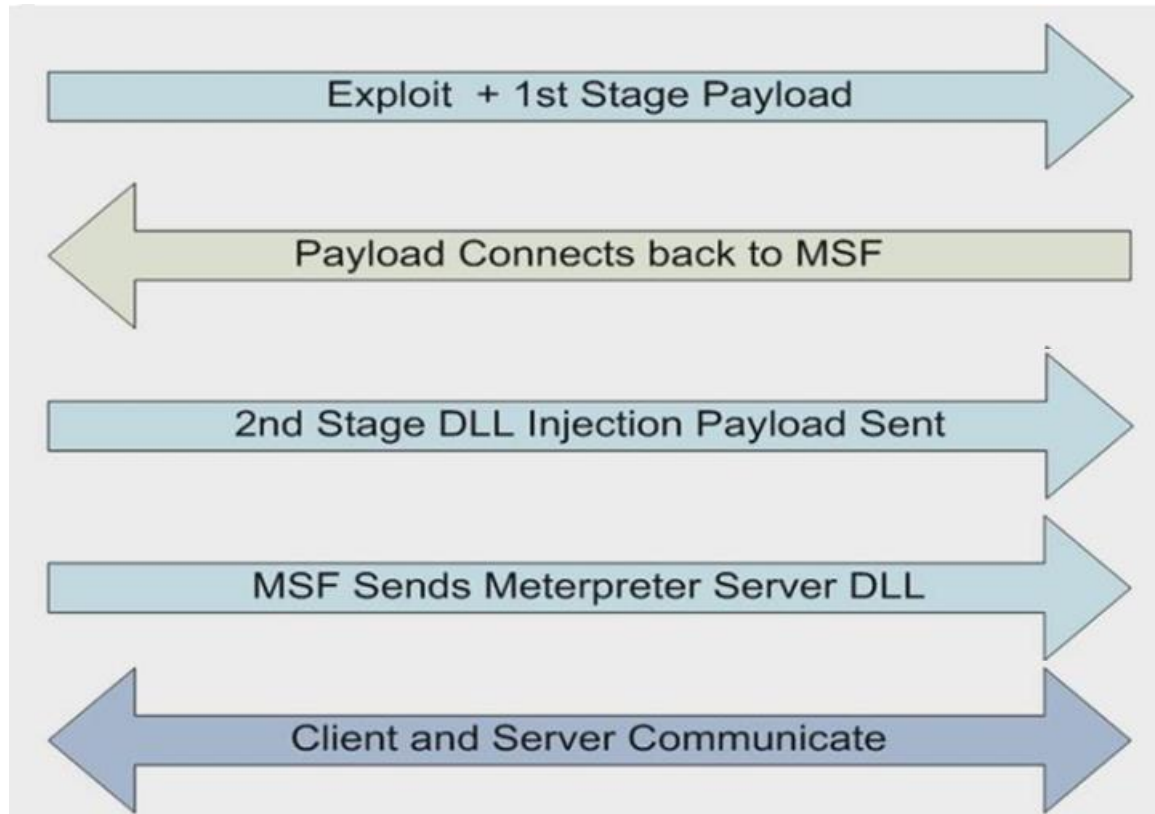 Exploit + 1st Stage Payload
Payload Connects back to MSF
2nd Stage DLL Injection Payload Sent
MSF Sends Meterpreter Server DLL
Client and Server Communicate